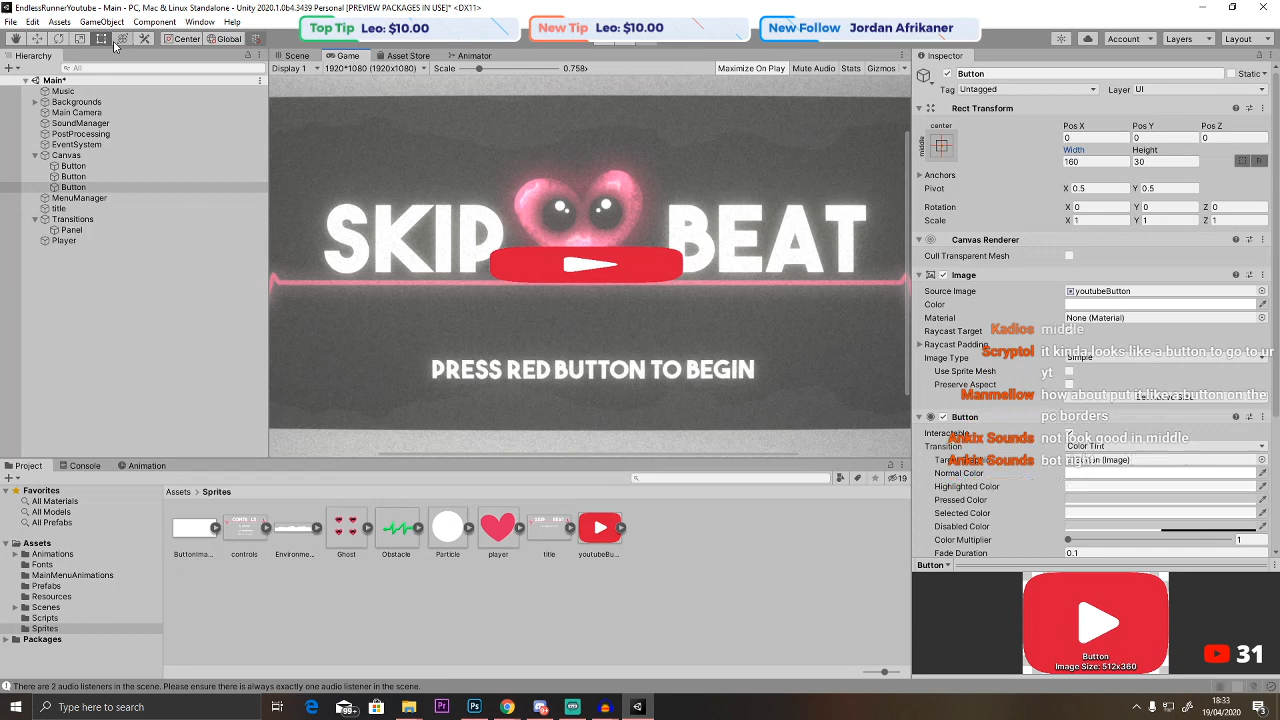 EndlessRunnerYoutube - Main - PC, Mac & Linux Standalone - Unity 2020.1.0b4.3439 Personal [PREVIEW PACKAGES IN USE] <DX11>
File Edit Assets GameObject Component Window Help
Top Tip Leo: $10.00 New Tip Leo: $10.00 New Follow Jordan Afrikaner
Center Global Account Layers Layout
Hierarchy
All
Main*
Music
Backgrounds
Main Camera
SoundManager
PostProcessing
EventSystem
Canvas
Button
Button
Button
MenuManager
title
Transitions
Panel
Player
Scene Game Asset Store Animator
Display 1 1920*1080 (1920x1080) Scale 0.758x Maximize On Play Mute Audio Stats Gizmos
SKIP BEAT
PRESS RED BUTTON TO BEGIN
Inspector
Button Static
Tag Untagged Layer UI
Rect Transform
center Pos X Pos Y Pos Z
middle 0 0 0
Width Height
160 30
Anchors
Pivot X 0.5 Y 0.5
Rotation X 0 Y 0 Z 0
Scale X 1 Y 1 Z 1
Canvas Renderer
Cull Transparent Mesh
Image
Source Image youtubeButton
Color
Material None (Material)
Raycast Target
Raycast Padding
Image Type Simple
Use Sprite Mesh
Preserve Aspect
Button
Interactable
Transition Color Tint
Normal Color
Highlighted Color
Pressed Color
Selected Color
Disabled Color
Color Multiplier 1
Fade Duration 0.1
Kadios middle
Scryptol it kinda looks like a button to go to ur
yt
Manmellow how about put it like a button on the
pc borders
Ankix Sounds not look good in middle
Ankix Sounds bot right
Button
Button
Image Size: 512x360
31
Project Console Animation
19
Favorites
All Materials
All Models
All Prefabs
Assets
Animations
Fonts
MainMenuAnimations
Prefabs
Resources
Scenes
Scripts
Sprites
Packages
Assets > Sprites
ButtonIma... controls Environme... Ghost Obstacle Particle player title youtubeBu...
There are 2 audio listeners in the scene. Please ensure there is always exactly one audio listener in the scene.
Type here to search
99+
18:33
19/04/2020